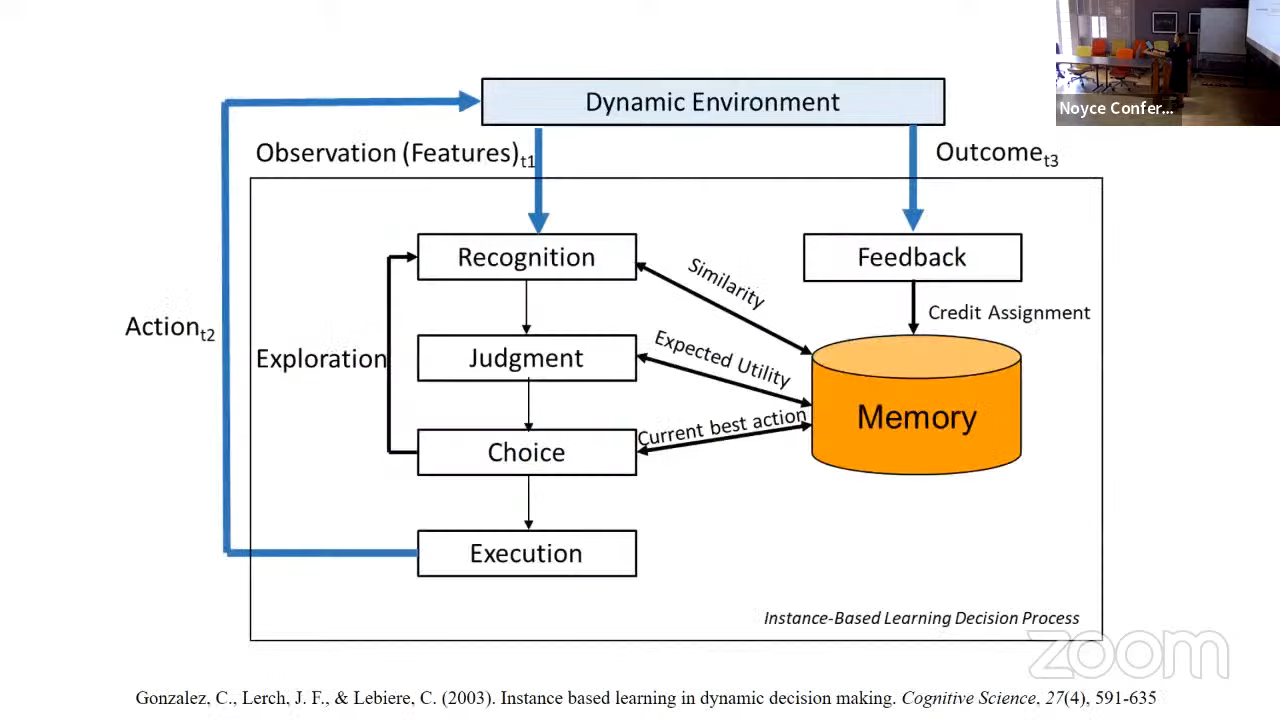 Dynamic Environment
Noyce Confer...
Observation (Features)t1
Outcomet3
Recognition
Feedback
Similarity
Credit Assignment
Actiont2
Exploration
Judgment
Expected Utility
Memory
Current best action
Choice
Execution
Instance-Based Learning Decision Process
zoom
Gonzalez, C., Lerch, J. F., & Lebiere, C. (2003). Instance based learning in dynamic decision making. Cognitive Science, 27(4), 591-635